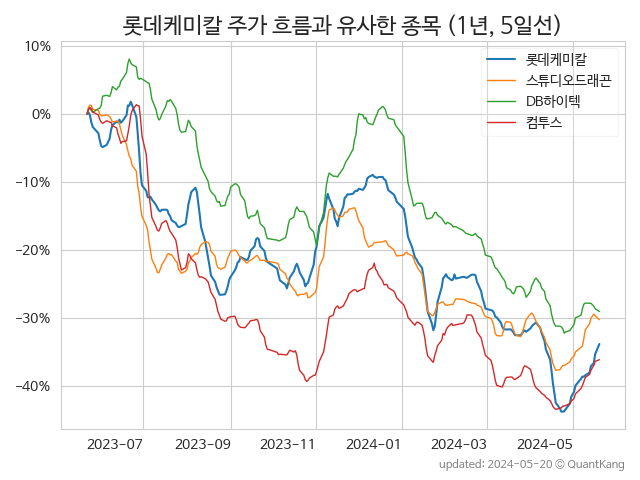 롯데케미칼 주가 흐름과 유사한 종목 (1년, 5일선)
10%
0%
−10%
−20%
−30%
−40%
롯데케미칼
스튜디오드래곤
DB하이텍
컴투스
2023-07
2023-09
2023-11
2024-01
2024-03
2024-05
updated: 2024-05-20 © QuantKang